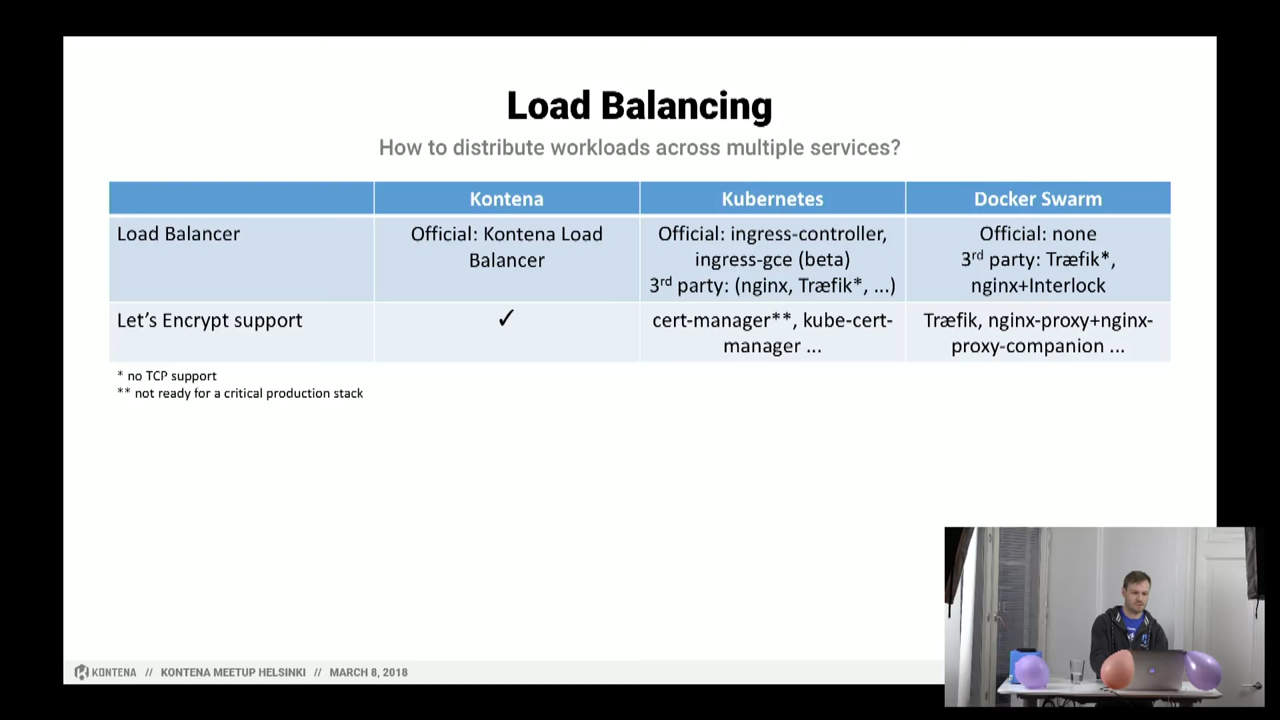 Load Balancing
How to distribute workloads across multiple services?
Kontena
Kubernetes
Docker Swarm
Load Balancer
Official: Kontena Load
Balancer
Official: ingress-controller,
ingress-gce (beta)
3rd party: (nginx, Træfik*, ...)
Official: none
3rd party: Træfik*,
nginx+Interlock
Let’s Encrypt support
✓
cert-manager**, kube-cert-
manager ...
Træfik, nginx-proxy+nginx-
proxy-companion ...
* no TCP support
** not ready for a critical production stack
KONTENA // KONTENA MEETUP HELSINKI // MARCH 8, 2018